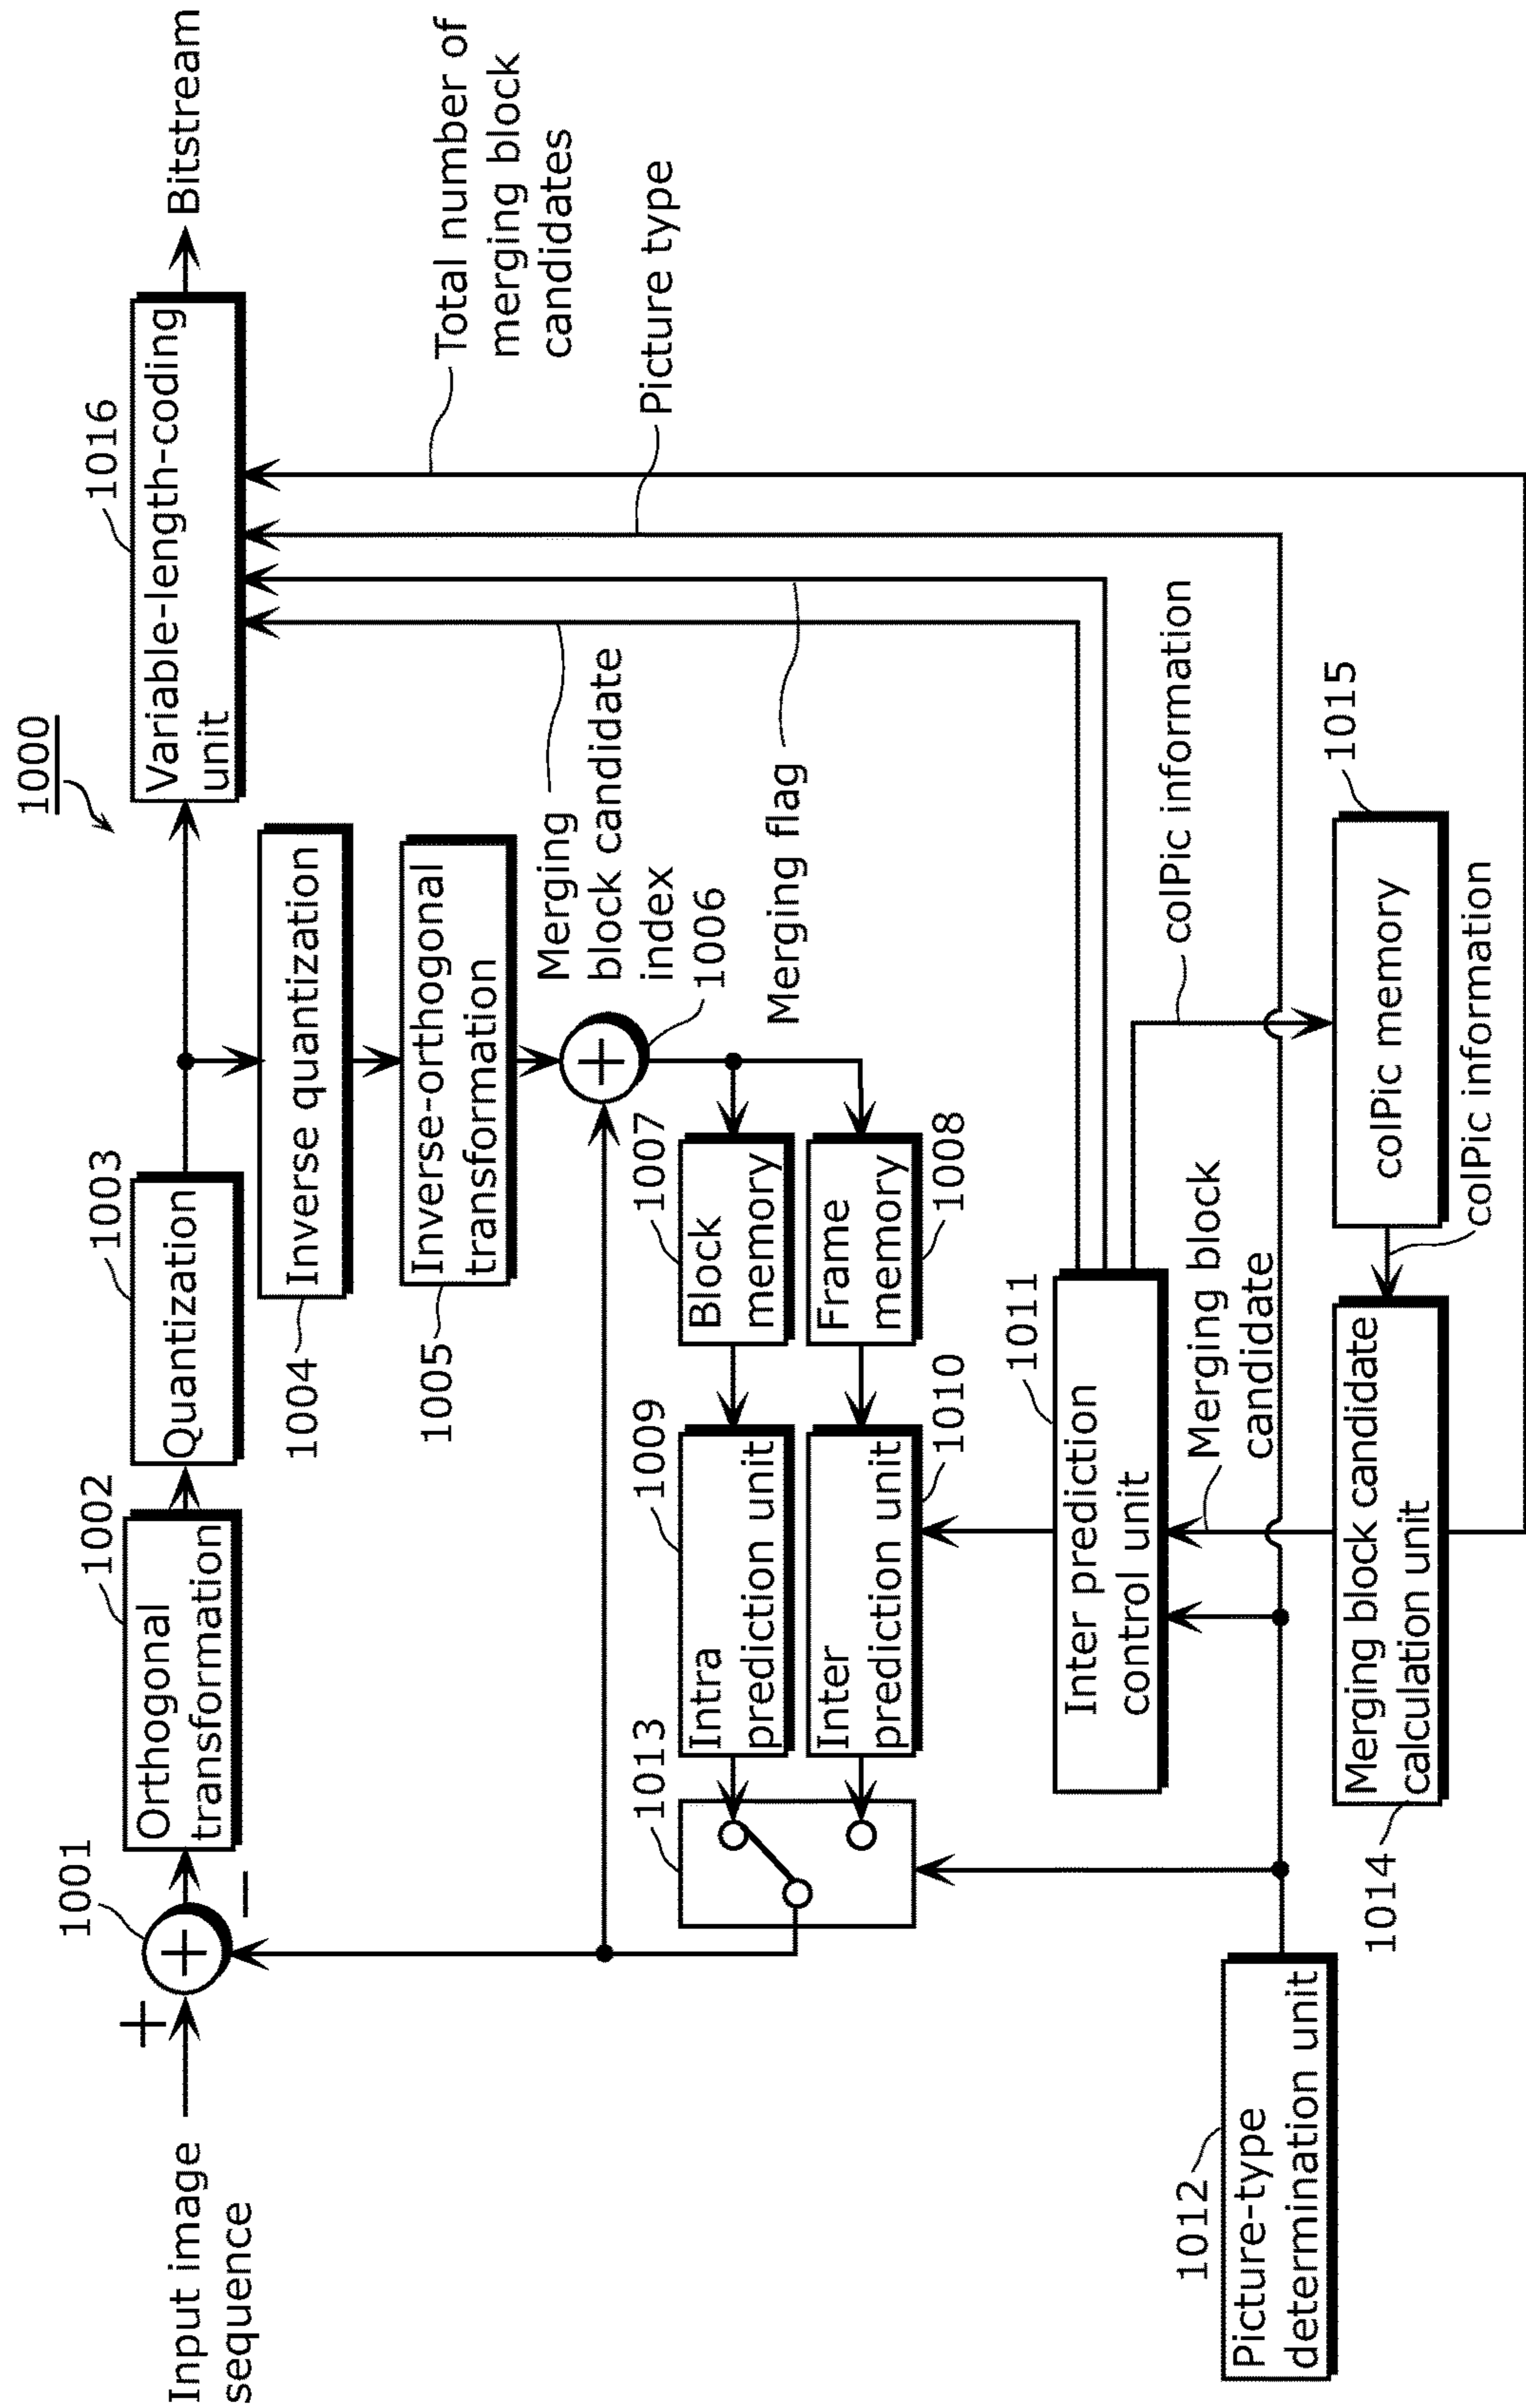 1000
Input image
sequence
+
+
−
1001
Orthogonal
transformation
1002
Quantization
1003
Variable-length-coding
unit
1016
Bitstream
Inverse quantization
1004
Inverse-orthogonal
transformation
1005
+
1006
Merging
block candidate
index
Merging flag
Total number of
merging block
candidates
Picture type
Block
memory
1007
Frame
memory
1008
Intra
prediction unit
1009
Inter
prediction unit
1010
1013
Inter prediction
control unit
1011
colPic information
Merging block
candidate
Picture-type
determination unit
1012
Merging block candidate
calculation unit
1014
colPic memory
1015
colPic information